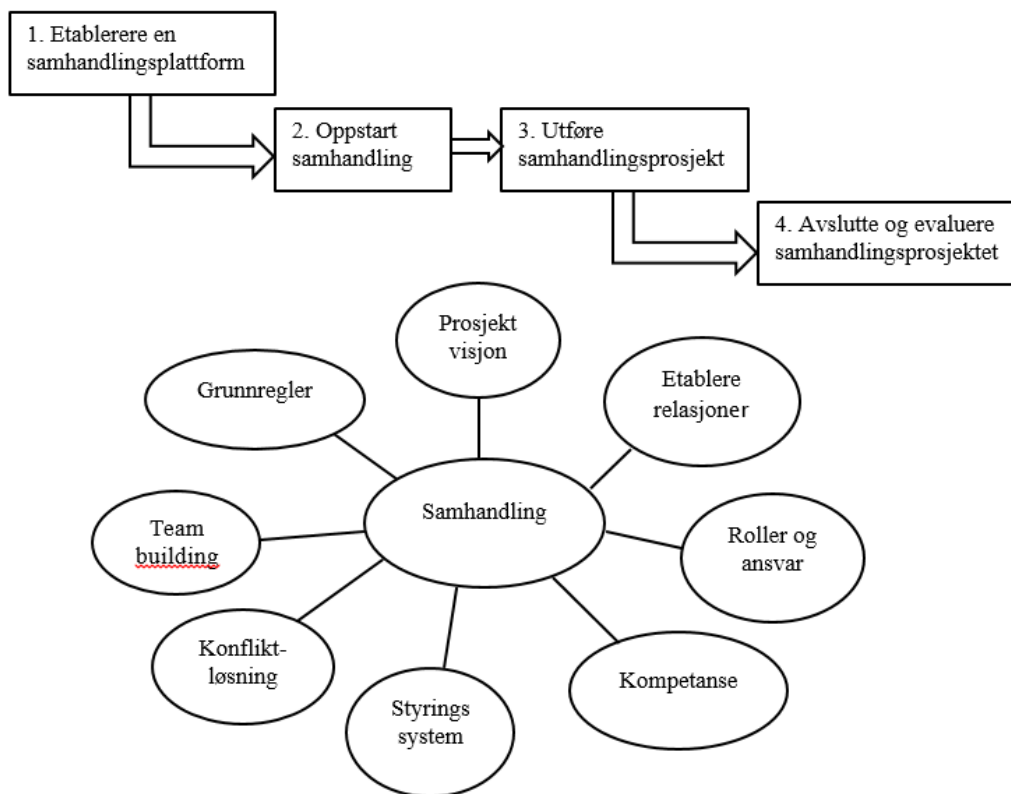 1. Etablerere en
samhandlingsplattform
2. Oppstart
samhandling
3. Utføre
samhandlingsprosjekt
4. Avslutte og evaluere
samhandlingsprosjektet
Prosjekt
visjon
Grunnregler
Etablere
relasjoner
Samhandling
Team
building
Roller og
ansvar
Konflikt-
løsning
Kompetanse
Styrings
system